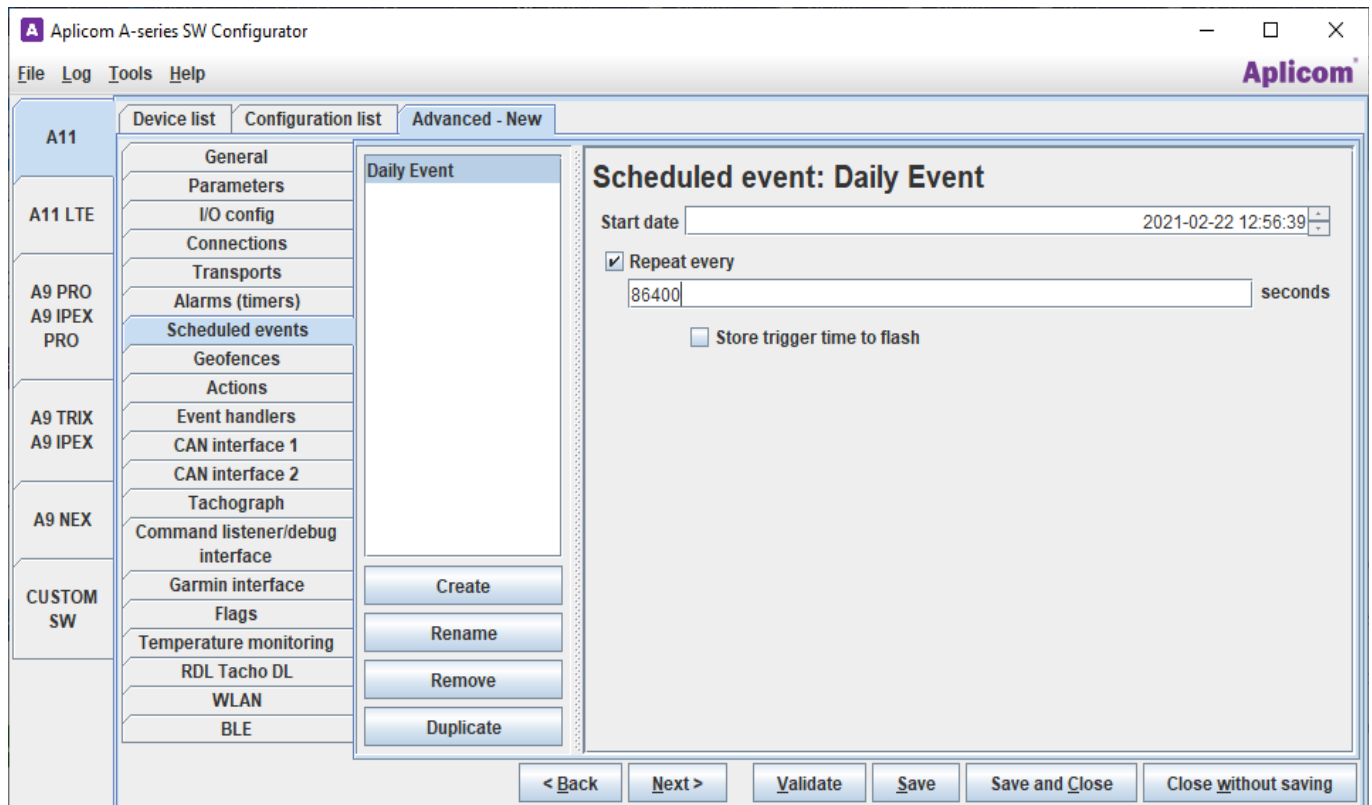 A Aplicom A-series SW Configurator
File Log Tools Help
Aplicom
A11
A11 LTE
A9 PRO
A9 IPEX
PRO
A9 TRIX
A9 IPEX
A9 NEX
CUSTOM
SW
Device list Configuration list Advanced - New
General
Parameters
I/O config
Connections
Transports
Alarms (timers)
Scheduled events
Geofences
Actions
Event handlers
CAN interface 1
CAN interface 2
Tachograph
Command listener/debug
interface
Garmin interface
Flags
Temperature monitoring
RDL Tacho DL
WLAN
BLE
Daily Event
Create
Rename
Remove
Duplicate
Scheduled event: Daily Event
Start date 2021-02-22 12:56:39
Repeat every
86400 seconds
Store trigger time to flash
< Back Next > Validate Save Save and Close Close without saving